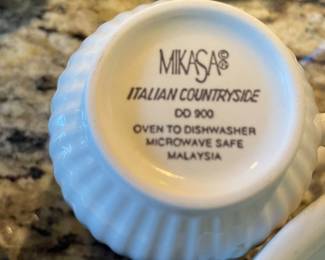 MIKASA
ITALIAN COUNTRYSIDE
DD 900
OVEN TO DISHWASHER
MICROWAVE SAFE
MALAYSIA